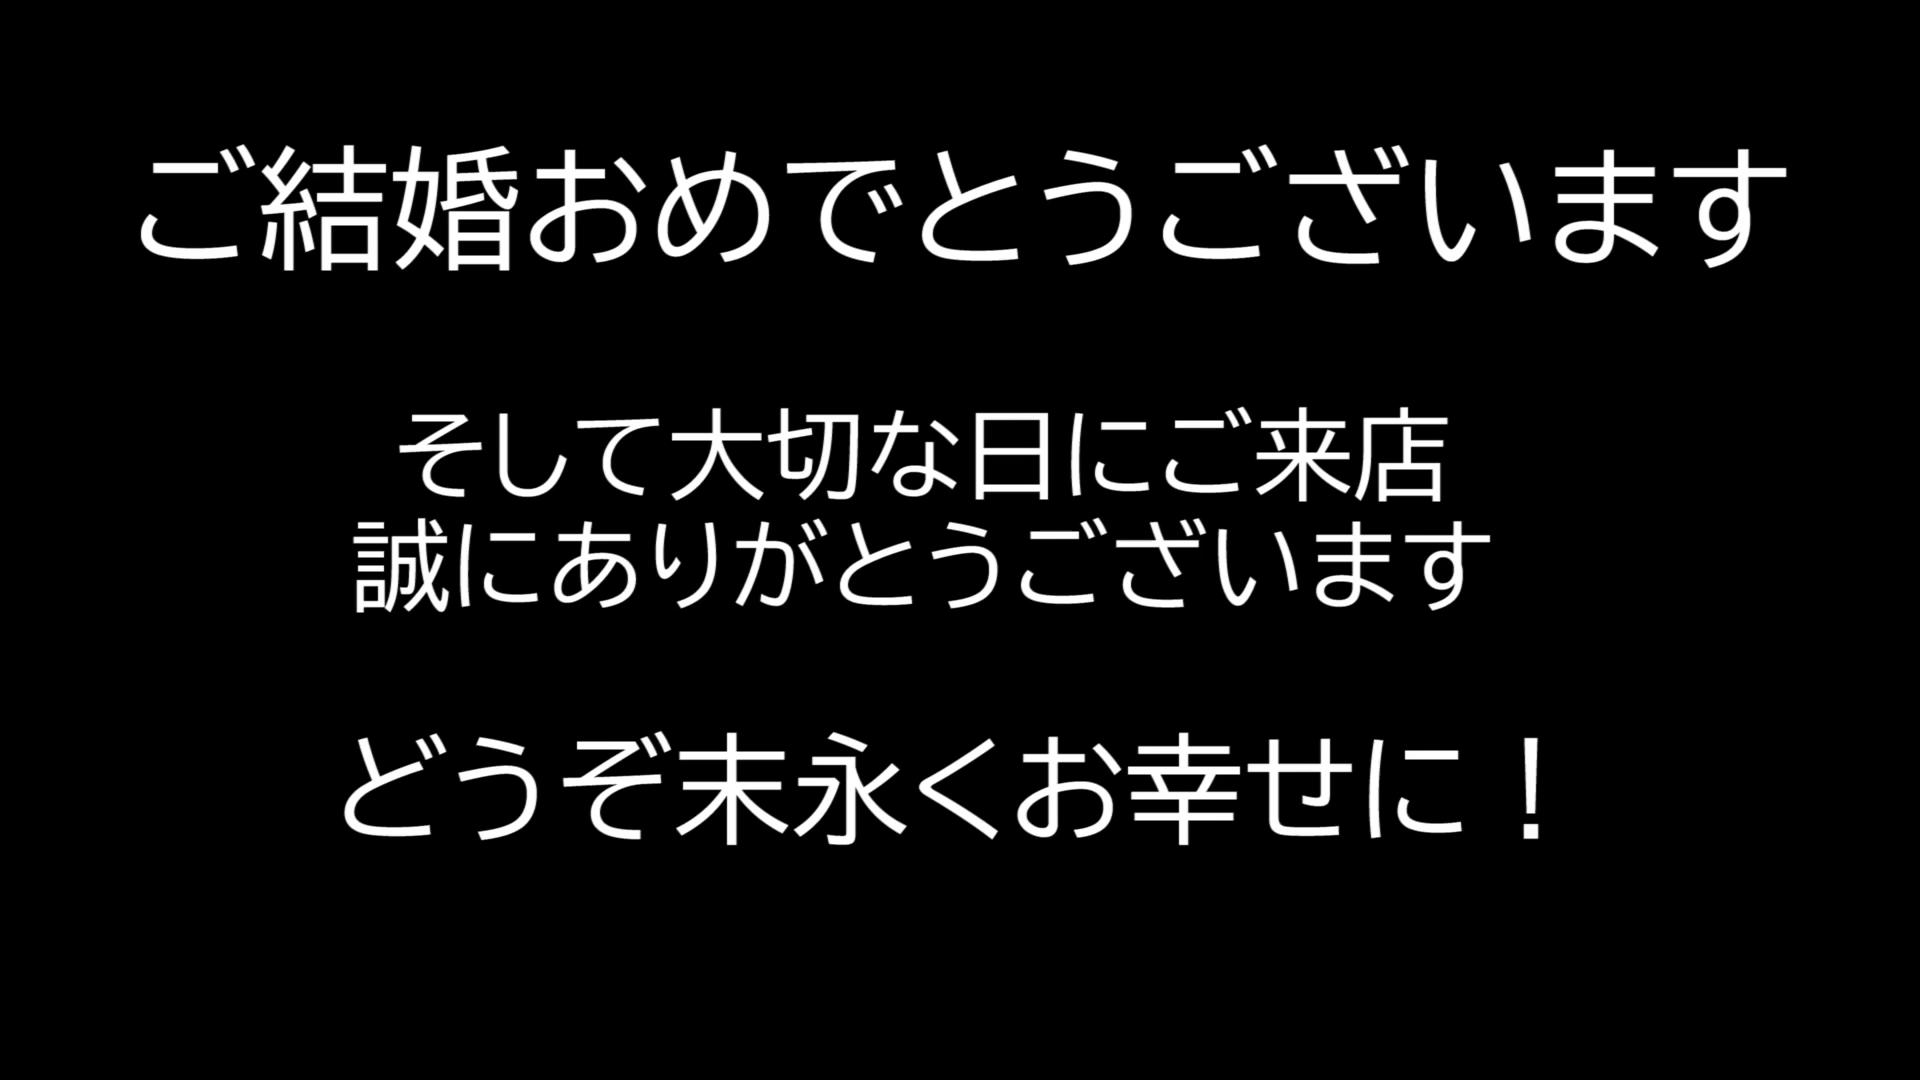 ご結婚おめでとうございます
そして大切な日にご来店
誠にありがとうございます
どうぞ末永くお幸せに！